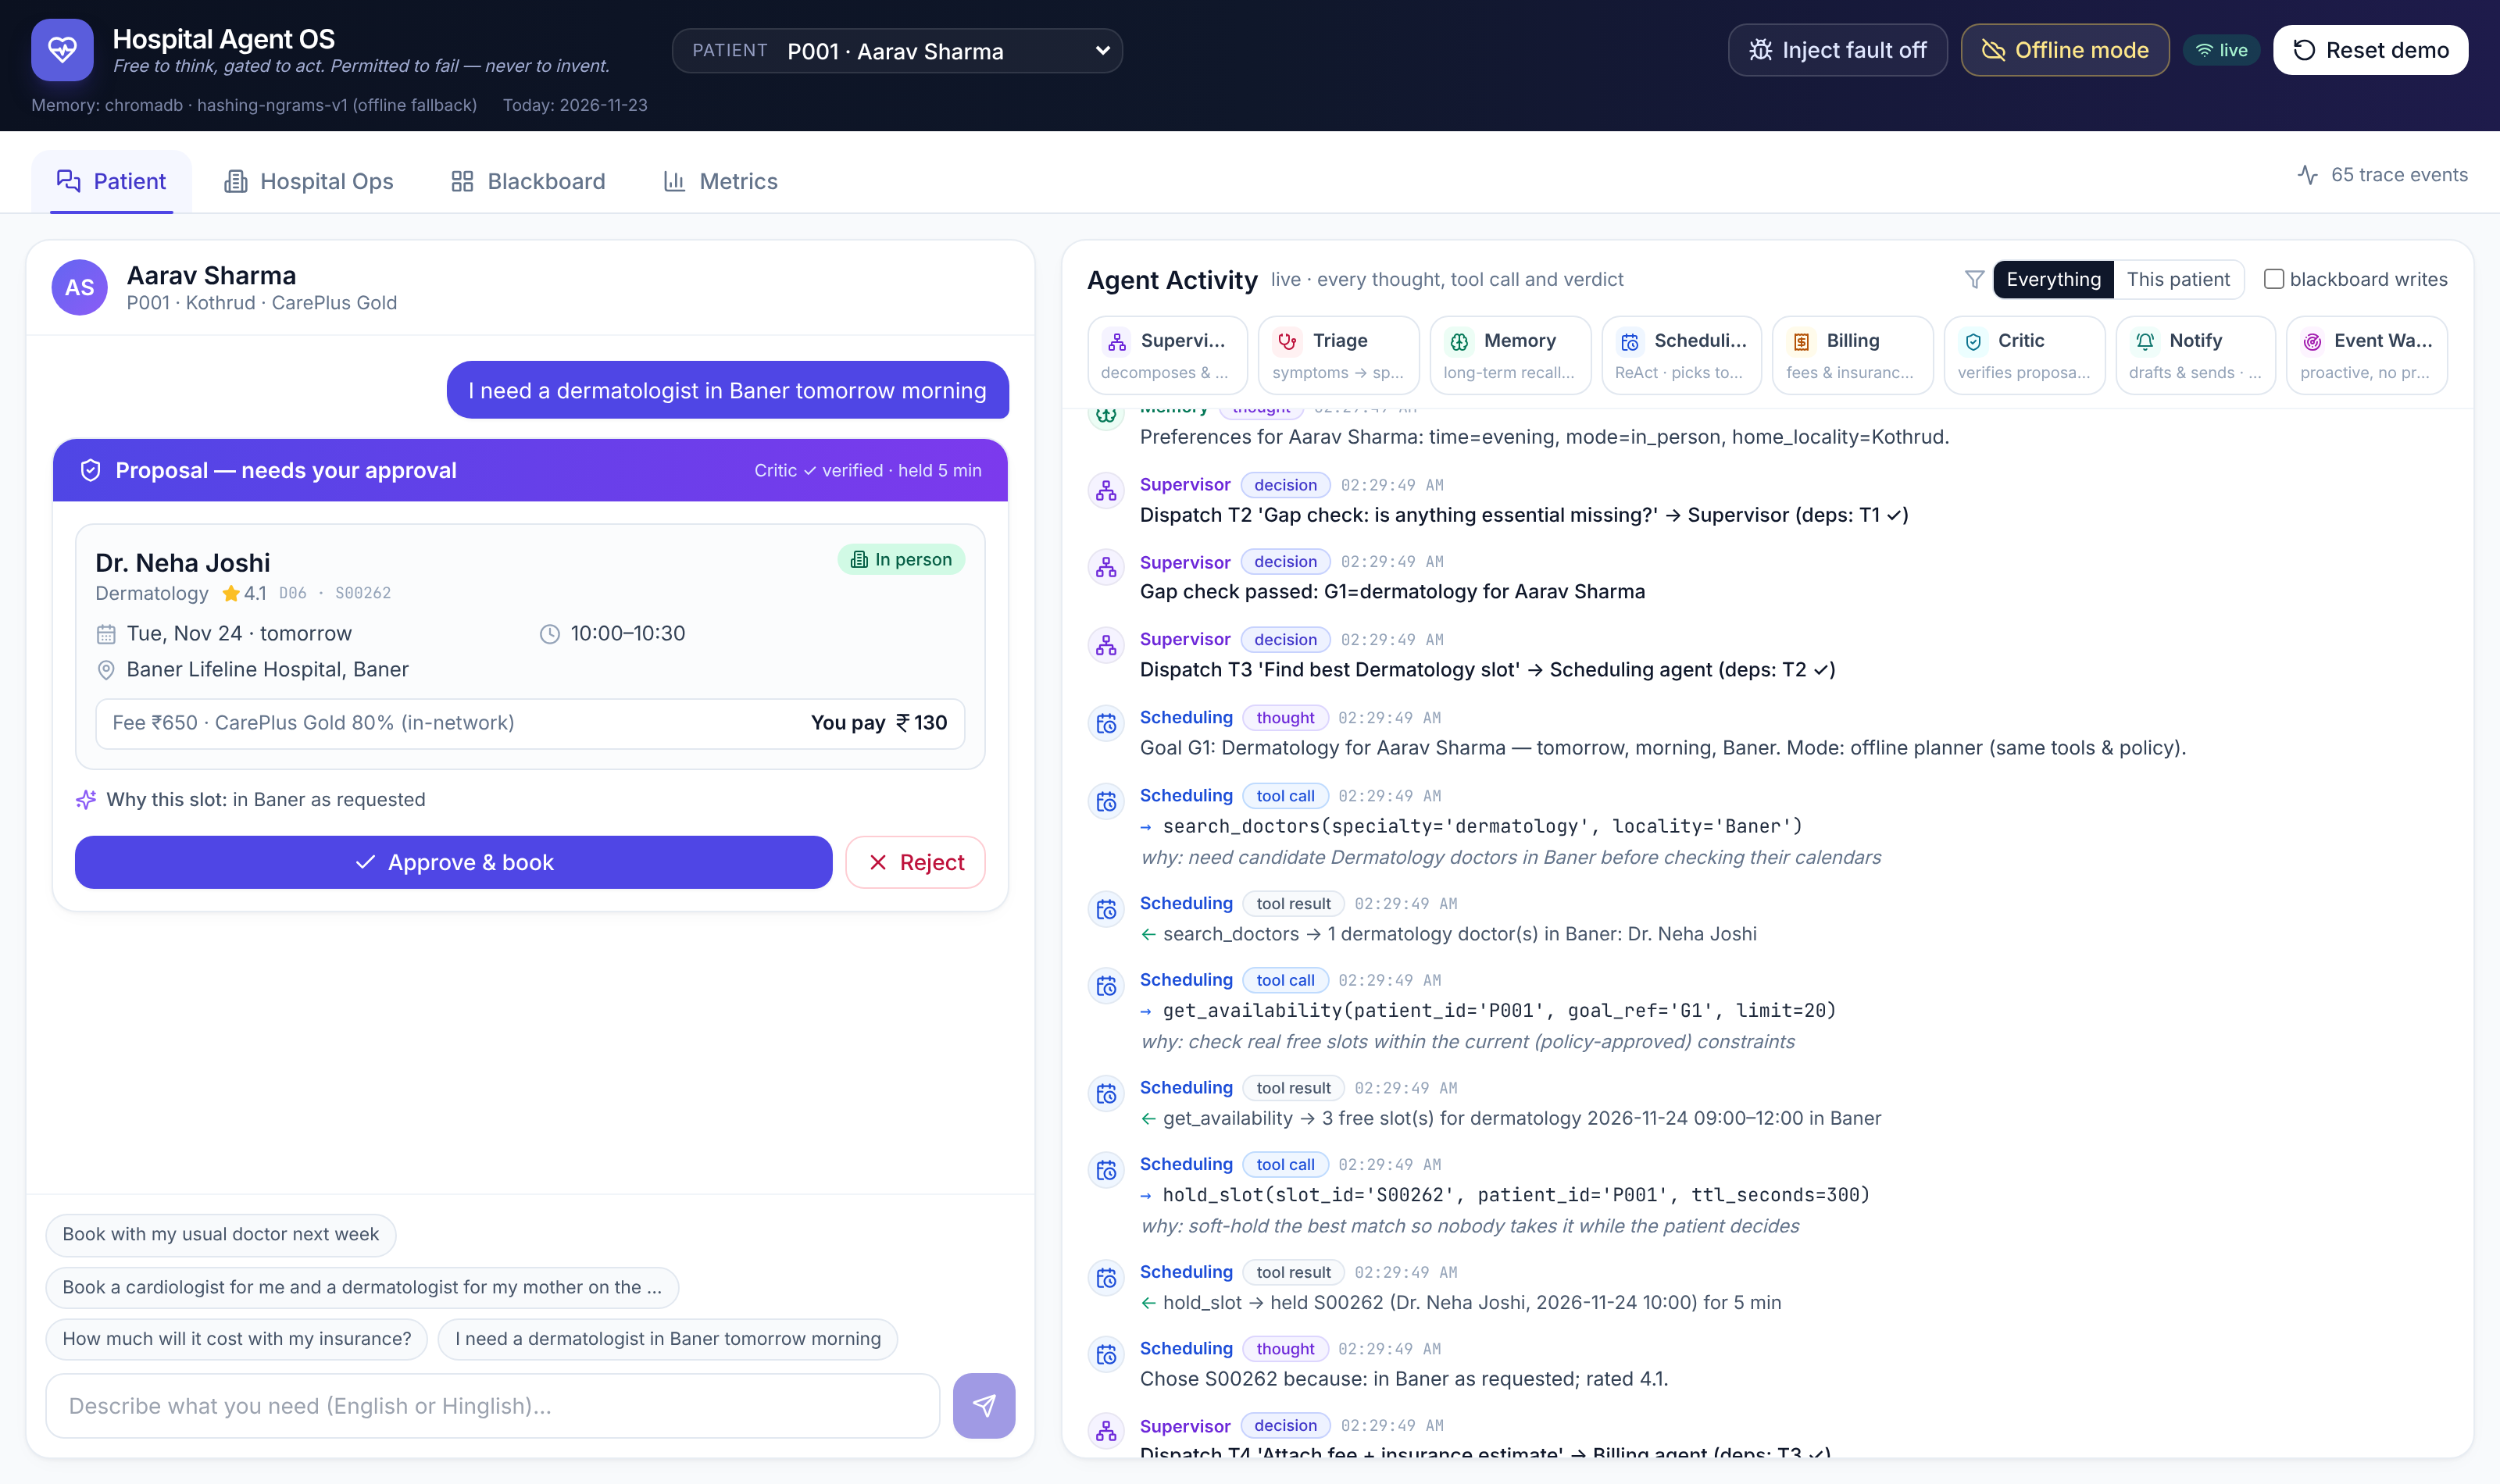 Hospital Agent OS
Free to think, gated to act. Permitted to fail — never to invent.
PATIENT P001 · Aarav Sharma
Inject fault off
Offline mode
live
Reset demo
Memory: chromadb · hashing-ngrams-v1 (offline fallback) Today: 2026-11-23
Patient
Hospital Ops
Blackboard
Metrics
65 trace events
AS
Aarav Sharma
P001 · Kothrud · CarePlus Gold
I need a dermatologist in Baner tomorrow morning
Proposal — needs your approval
Critic ✓ verified · held 5 min
Dr. Neha Joshi
In person
Dermatology ⭐ 4.1 D06 · S00262
Tue, Nov 24 · tomorrow
10:00–10:30
Baner Lifeline Hospital, Baner
Fee ₹650 · CarePlus Gold 80% (in-network)
You pay ₹130
Why this slot: in Baner as requested
Approve & book
Reject
Book with my usual doctor next week
Book a cardiologist for me and a dermatologist for my mother on the ...
How much will it cost with my insurance?
I need a dermatologist in Baner tomorrow morning
Describe what you need (English or Hinglish)...
Agent Activity
live · every thought, tool call and verdict
Everything
This patient
blackboard writes
Supervi...
decomposes & ...
Triage
symptoms → sp...
Memory
long-term recall...
Scheduli...
ReAct · picks to...
Billing
fees & insuranc...
Critic
verifies proposa...
Notify
drafts & sends · ...
Event Wa...
proactive, no pr...
Memory thought 02:29:49 AM
Preferences for Aarav Sharma: time=evening, mode=in_person, home_locality=Kothrud.
Supervisor decision 02:29:49 AM
Dispatch T2 'Gap check: is anything essential missing?' → Supervisor (deps: T1 ✓)
Supervisor decision 02:29:49 AM
Gap check passed: G1=dermatology for Aarav Sharma
Supervisor decision 02:29:49 AM
Dispatch T3 'Find best Dermatology slot' → Scheduling agent (deps: T2 ✓)
Scheduling thought 02:29:49 AM
Goal G1: Dermatology for Aarav Sharma — tomorrow, morning, Baner. Mode: offline planner (same tools & policy).
Scheduling tool call 02:29:49 AM
→ search_doctors(specialty='dermatology', locality='Baner')
why: need candidate Dermatology doctors in Baner before checking their calendars
Scheduling tool result 02:29:49 AM
← search_doctors → 1 dermatology doctor(s) in Baner: Dr. Neha Joshi
Scheduling tool call 02:29:49 AM
→ get_availability(patient_id='P001', goal_ref='G1', limit=20)
why: check real free slots within the current (policy-approved) constraints
Scheduling tool result 02:29:49 AM
← get_availability → 3 free slot(s) for dermatology 2026-11-24 09:00–12:00 in Baner
Scheduling tool call 02:29:49 AM
→ hold_slot(slot_id='S00262', patient_id='P001', ttl_seconds=300)
why: soft-hold the best match so nobody takes it while the patient decides
Scheduling tool result 02:29:49 AM
← hold_slot → held S00262 (Dr. Neha Joshi, 2026-11-24 10:00) for 5 min
Scheduling thought 02:29:49 AM
Chose S00262 because: in Baner as requested; rated 4.1.
Supervisor decision 02:29:49 AM
Dispatch T4 'Attach fee + insurance estimate' → Billing agent (deps: T3 ✓)